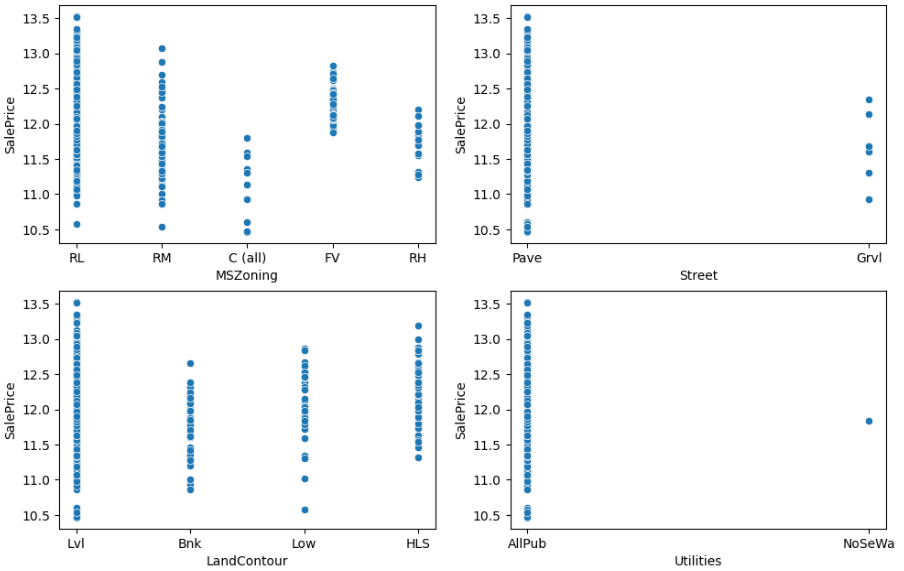 13.5
13.0
12.5
12.0
11.5
11.0
10.5
SalePrice
RL RM C (all) FV RH
MSZoning
13.5
13.0
12.5
12.0
11.5
11.0
10.5
SalePrice
Pave Grvl
Street
13.5
13.0
12.5
12.0
11.5
11.0
10.5
SalePrice
Lvl Bnk Low HLS
LandContour
13.5
13.0
12.5
12.0
11.5
11.0
10.5
SalePrice
AllPub NoSeWa
Utilities